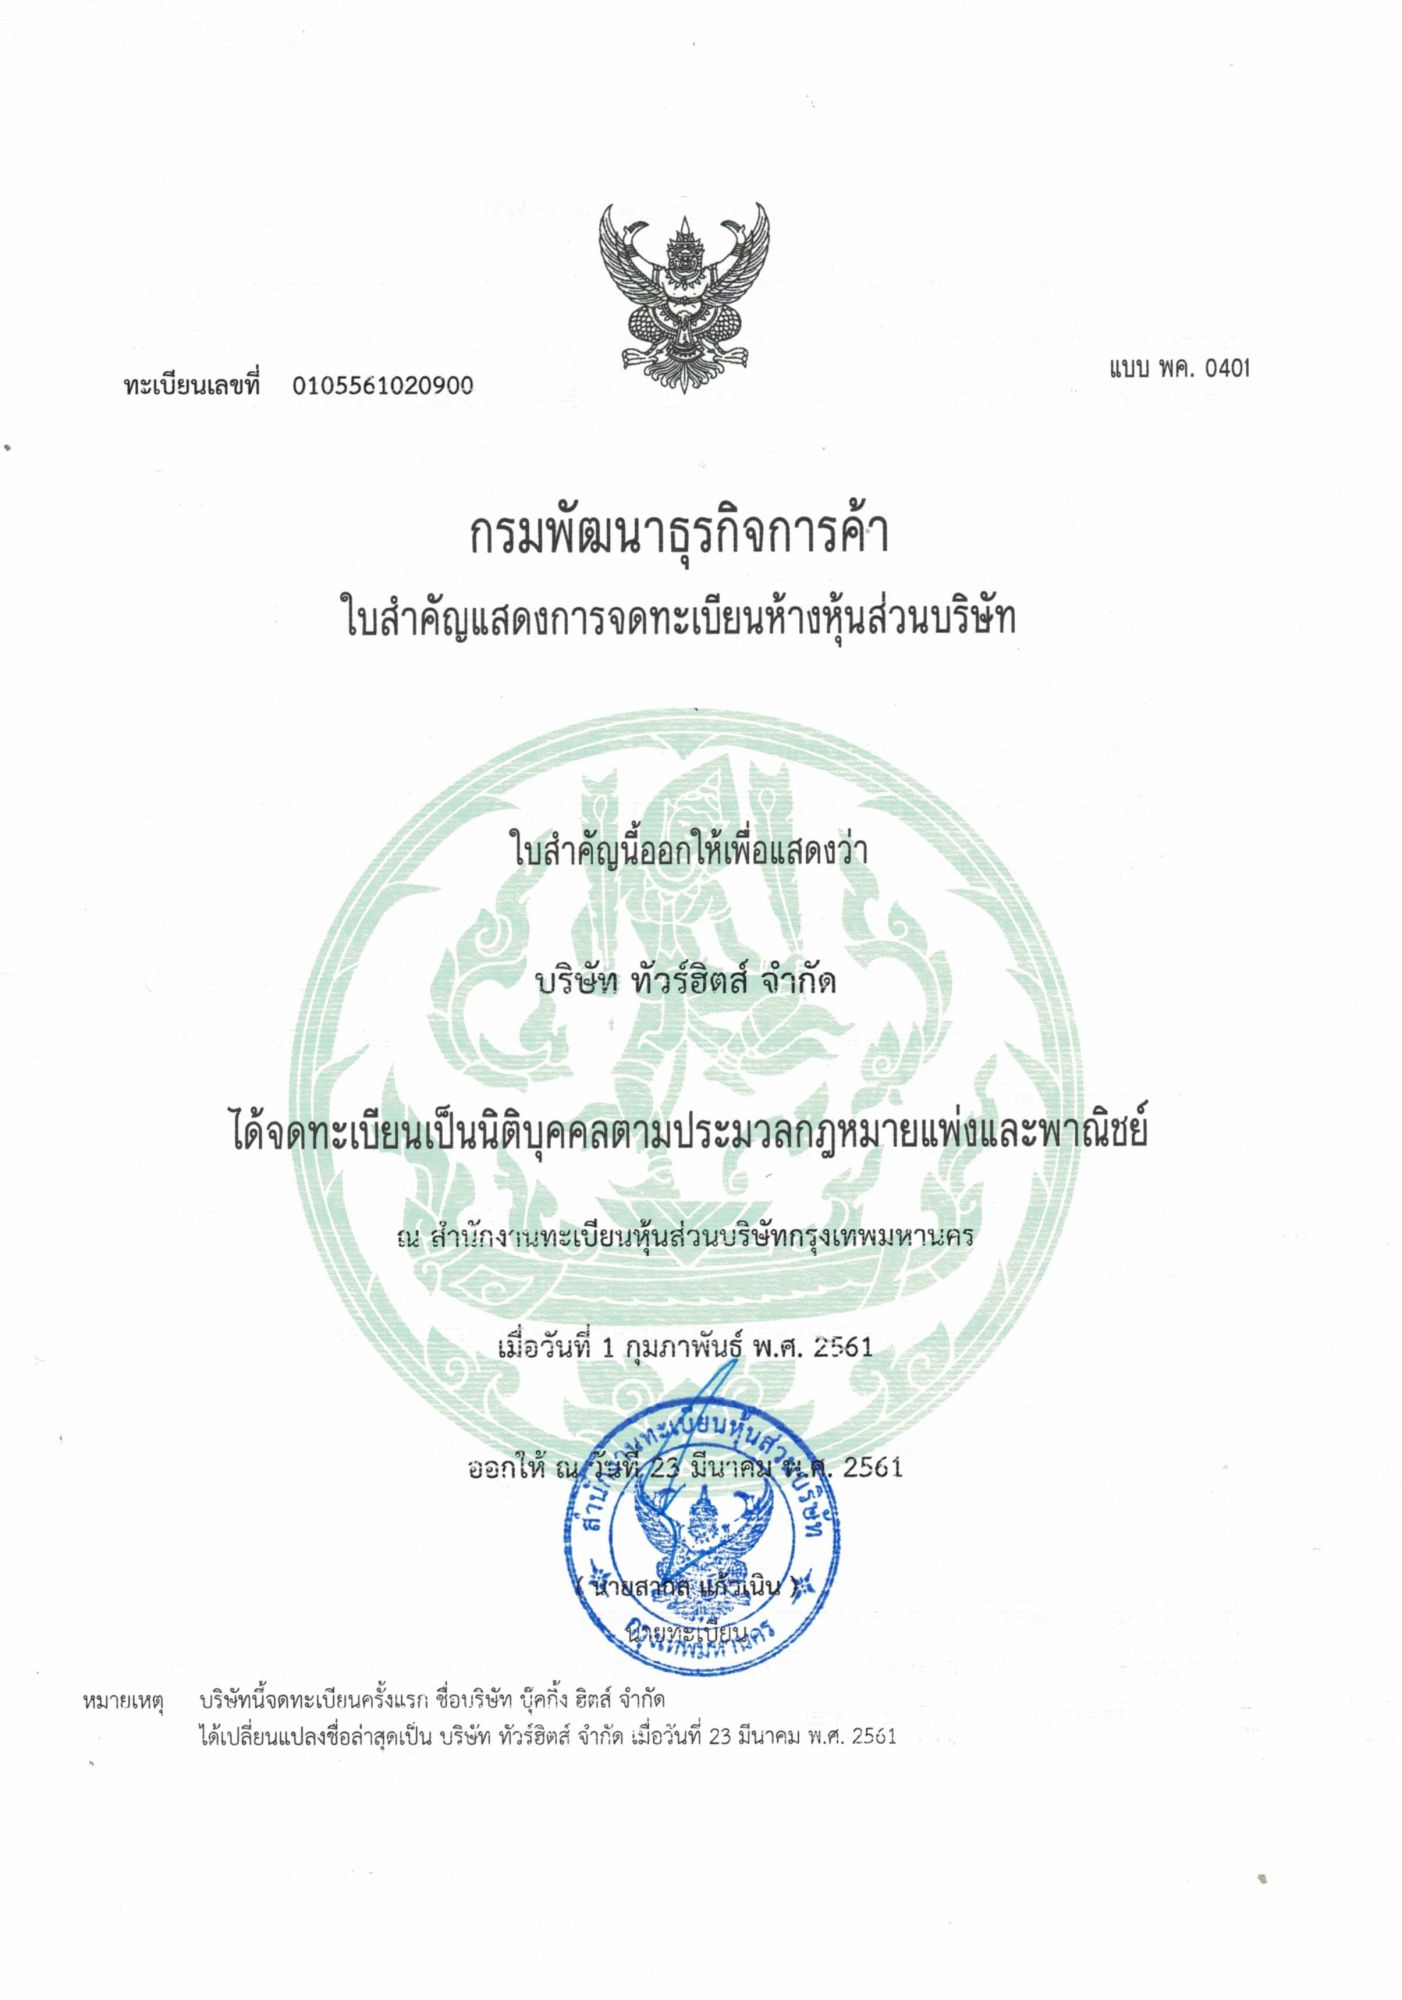 ทะเบียนเลขที่ 0105561020900
แบบ พค. 0401
กรมพัฒนาธุรกิจการค้า
ใบสำคัญแสดงการจดทะเบียนห้างหุ้นส่วนบริษัท
ใบสำคัญนี้ออกให้เพื่อแสดงว่า
บริษัท ทัวร์ฮิตส์ จำกัด
ได้จดทะเบียนเป็นนิติบุคคลตามประมวลกฎหมายแพ่งและพาณิชย์
ณ สำนักงานทะเบียนหุ้นส่วนบริษัทกรุงเทพมหานคร
เมื่อวันที่ 1 กุมภาพันธ์ พ.ศ. 2561
ออกให้ ณ วันที่ 23 มีนาคม พ.ศ. 2561
สำนักงานทะเบียนหุ้นส่วนบริษัท
( นายสากล แก้วเนิน )
นายทะเบียน
กรุงเทพมหานคร
หมายเหตุ บริษัทนี้จดทะเบียนครั้งแรก ชื่อบริษัท บุ๊คกิ้ง ฮิตส์ จำกัด
ได้เปลี่ยนแปลงชื่อล่าสุดเป็น บริษัท ทัวร์ฮิตส์ จำกัด เมื่อวันที่ 23 มีนาคม พ.ศ. 2561